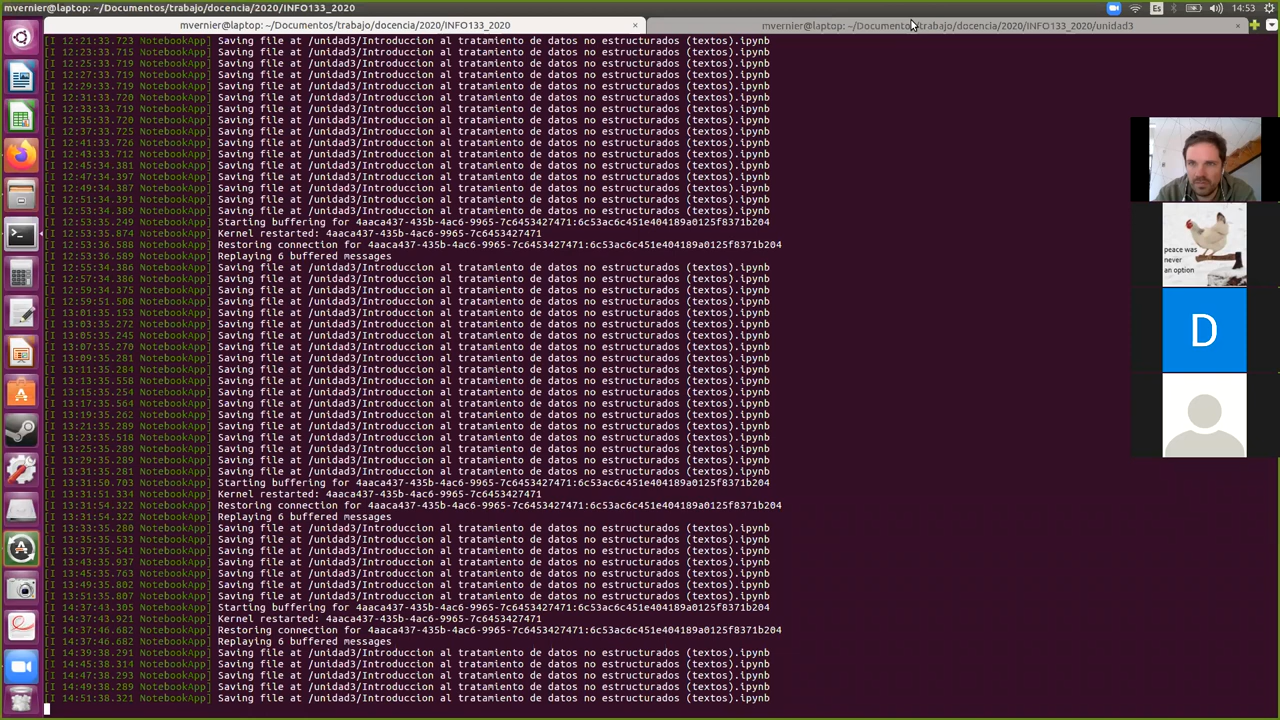 mvernier@laptop: ~/Documentos/trabajo/docencia/2020/INFO133_2020
Es
14:53
mvernier@laptop: ~/Documentos/trabajo/docencia/2020/INFO133_2020
mvernier@laptop: ~/Documentos/trabajo/docencia/2020/INFO133_2020/unidad3
[I 12:21:33.723 NotebookApp] Saving file at /unidad3/Introduccion al tratamiento de datos no estructurados (textos).ipynb
[I 12:23:33.715 NotebookApp] Saving file at /unidad3/Introduccion al tratamiento de datos no estructurados (textos).ipynb
[I 12:25:33.719 NotebookApp] Saving file at /unidad3/Introduccion al tratamiento de datos no estructurados (textos).ipynb
[I 12:27:33.719 NotebookApp] Saving file at /unidad3/Introduccion al tratamiento de datos no estructurados (textos).ipynb
[I 12:29:33.719 NotebookApp] Saving file at /unidad3/Introduccion al tratamiento de datos no estructurados (textos).ipynb
[I 12:31:33.720 NotebookApp] Saving file at /unidad3/Introduccion al tratamiento de datos no estructurados (textos).ipynb
[I 12:33:33.719 NotebookApp] Saving file at /unidad3/Introduccion al tratamiento de datos no estructurados (textos).ipynb
[I 12:35:33.720 NotebookApp] Saving file at /unidad3/Introduccion al tratamiento de datos no estructurados (textos).ipynb
[I 12:37:33.725 NotebookApp] Saving file at /unidad3/Introduccion al tratamiento de datos no estructurados (textos).ipynb
[I 12:41:33.726 NotebookApp] Saving file at /unidad3/Introduccion al tratamiento de datos no estructurados (textos).ipynb
[I 12:43:33.712 NotebookApp] Saving file at /unidad3/Introduccion al tratamiento de datos no estructurados (textos).ipynb
[I 12:45:34.381 NotebookApp] Saving file at /unidad3/Introduccion al tratamiento de datos no estructurados (textos).ipynb
[I 12:47:34.397 NotebookApp] Saving file at /unidad3/Introduccion al tratamiento de datos no estructurados (textos).ipynb
[I 12:49:34.387 NotebookApp] Saving file at /unidad3/Introduccion al tratamiento de datos no estructurados (textos).ipynb
[I 12:51:34.391 NotebookApp] Saving file at /unidad3/Introduccion al tratamiento de datos no estructurados (textos).ipynb
[I 12:53:34.389 NotebookApp] Saving file at /unidad3/Introduccion al tratamiento de datos no estructurados (textos).ipynb
[I 12:53:35.249 NotebookApp] Starting buffering for 4aaca437-435b-4ac6-9965-7c6453427471:6c53ac6c451e404189a0125f8371b204
[I 12:53:35.874 NotebookApp] Kernel restarted: 4aaca437-435b-4ac6-9965-7c6453427471
[I 12:53:36.588 NotebookApp] Restoring connection for 4aaca437-435b-4ac6-9965-7c6453427471:6c53ac6c451e404189a0125f8371b204
[I 12:53:36.589 NotebookApp] Replaying 6 buffered messages
[I 12:55:34.386 NotebookApp] Saving file at /unidad3/Introduccion al tratamiento de datos no estructurados (textos).ipynb
[I 12:57:34.386 NotebookApp] Saving file at /unidad3/Introduccion al tratamiento de datos no estructurados (textos).ipynb
[I 12:59:34.375 NotebookApp] Saving file at /unidad3/Introduccion al tratamiento de datos no estructurados (textos).ipynb
[I 12:59:51.508 NotebookApp] Saving file at /unidad3/Introduccion al tratamiento de datos no estructurados (textos).ipynb
[I 13:01:35.153 NotebookApp] Saving file at /unidad3/Introduccion al tratamiento de datos no estructurados (textos).ipynb
[I 13:03:35.272 NotebookApp] Saving file at /unidad3/Introduccion al tratamiento de datos no estructurados (textos).ipynb
[I 13:05:35.245 NotebookApp] Saving file at /unidad3/Introduccion al tratamiento de datos no estructurados (textos).ipynb
[I 13:07:35.270 NotebookApp] Saving file at /unidad3/Introduccion al tratamiento de datos no estructurados (textos).ipynb
[I 13:09:35.281 NotebookApp] Saving file at /unidad3/Introduccion al tratamiento de datos no estructurados (textos).ipynb
[I 13:11:35.284 NotebookApp] Saving file at /unidad3/Introduccion al tratamiento de datos no estructurados (textos).ipynb
[I 13:13:35.558 NotebookApp] Saving file at /unidad3/Introduccion al tratamiento de datos no estructurados (textos).ipynb
[I 13:15:35.254 NotebookApp] Saving file at /unidad3/Introduccion al tratamiento de datos no estructurados (textos).ipynb
[I 13:17:35.564 NotebookApp] Saving file at /unidad3/Introduccion al tratamiento de datos no estructurados (textos).ipynb
[I 13:19:35.262 NotebookApp] Saving file at /unidad3/Introduccion al tratamiento de datos no estructurados (textos).ipynb
[I 13:21:35.289 NotebookApp] Saving file at /unidad3/Introduccion al tratamiento de datos no estructurados (textos).ipynb
[I 13:23:35.518 NotebookApp] Saving file at /unidad3/Introduccion al tratamiento de datos no estructurados (textos).ipynb
[I 13:25:35.289 NotebookApp] Saving file at /unidad3/Introduccion al tratamiento de datos no estructurados (textos).ipynb
[I 13:29:35.291 NotebookApp] Saving file at /unidad3/Introduccion al tratamiento de datos no estructurados (textos).ipynb
[I 13:31:35.281 NotebookApp] Saving file at /unidad3/Introduccion al tratamiento de datos no estructurados (textos).ipynb
[I 13:31:50.703 NotebookApp] Starting buffering for 4aaca437-435b-4ac6-9965-7c6453427471:6c53ac6c451e404189a0125f8371b204
[I 13:31:51.334 NotebookApp] Kernel restarted: 4aaca437-435b-4ac6-9965-7c6453427471
[I 13:31:54.322 NotebookApp] Restoring connection for 4aaca437-435b-4ac6-9965-7c6453427471:6c53ac6c451e404189a0125f8371b204
[I 13:31:54.322 NotebookApp] Replaying 6 buffered messages
[I 13:33:35.280 NotebookApp] Saving file at /unidad3/Introduccion al tratamiento de datos no estructurados (textos).ipynb
[I 13:35:35.533 NotebookApp] Saving file at /unidad3/Introduccion al tratamiento de datos no estructurados (textos).ipynb
[I 13:37:35.541 NotebookApp] Saving file at /unidad3/Introduccion al tratamiento de datos no estructurados (textos).ipynb
[I 13:43:35.937 NotebookApp] Saving file at /unidad3/Introduccion al tratamiento de datos no estructurados (textos).ipynb
[I 13:45:35.763 NotebookApp] Saving file at /unidad3/Introduccion al tratamiento de datos no estructurados (textos).ipynb
[I 13:49:35.802 NotebookApp] Saving file at /unidad3/Introduccion al tratamiento de datos no estructurados (textos).ipynb
[I 13:51:35.807 NotebookApp] Saving file at /unidad3/Introduccion al tratamiento de datos no estructurados (textos).ipynb
[I 14:37:43.305 NotebookApp] Starting buffering for 4aaca437-435b-4ac6-9965-7c6453427471:6c53ac6c451e404189a0125f8371b204
[I 14:37:43.921 NotebookApp] Kernel restarted: 4aaca437-435b-4ac6-9965-7c6453427471
[I 14:37:46.682 NotebookApp] Restoring connection for 4aaca437-435b-4ac6-9965-7c6453427471:6c53ac6c451e404189a0125f8371b204
[I 14:37:46.682 NotebookApp] Replaying 6 buffered messages
[I 14:39:38.291 NotebookApp] Saving file at /unidad3/Introduccion al tratamiento de datos no estructurados (textos).ipynb
[I 14:45:38.314 NotebookApp] Saving file at /unidad3/Introduccion al tratamiento de datos no estructurados (textos).ipynb
[I 14:47:38.293 NotebookApp] Saving file at /unidad3/Introduccion al tratamiento de datos no estructurados (textos).ipynb
[I 14:49:38.289 NotebookApp] Saving file at /unidad3/Introduccion al tratamiento de datos no estructurados (textos).ipynb
[I 14:51:38.321 NotebookApp] Saving file at /unidad3/Introduccion al tratamiento de datos no estructurados (textos).ipynb
peace was
never
an option
D